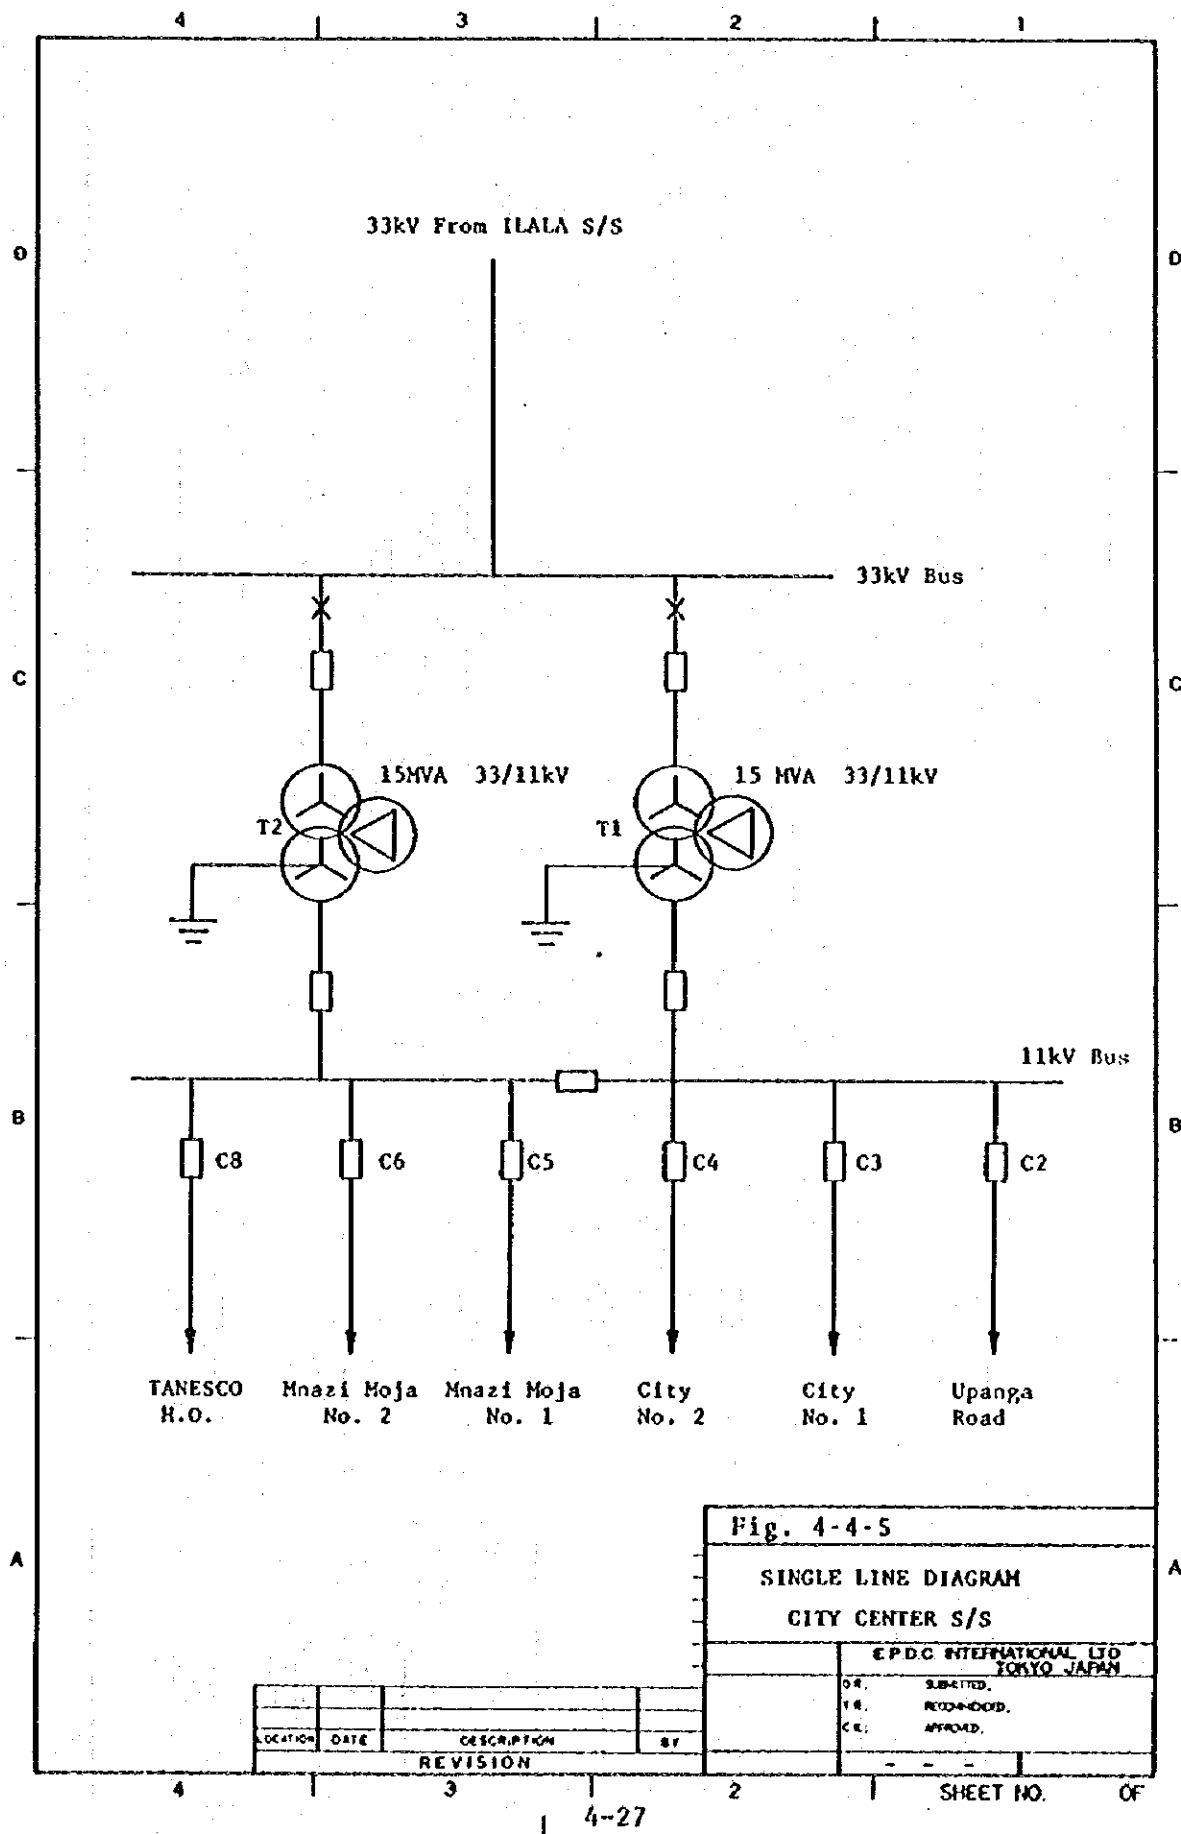 4 3 2 1
33kV From ILALA S/S
D D
33kV Bus
C C
15MVA 33/11kV 15 MVA 33/11kV
T2 T1
11kV Bus
B B
C8 C6 C5 C4 C3 C2
TANESCO Mnazi Moja Mnazi Moja City City Upanga
H.O. No. 2 No. 1 No. 2 No. 1 Road
Fig. 4-4-5
A A
SINGLE LINE DIAGRAM
CITY CENTER S/S
E.P.D.C. INTERNATIONAL LTD
TOKYO JAPAN
SUBMITTED.
RECOMMENDED.
APPROVED.
LOCATION DATE DESCRIPTION BY
REVISION
- - -
4 3 2 1 SHEET NO. OF
4-27